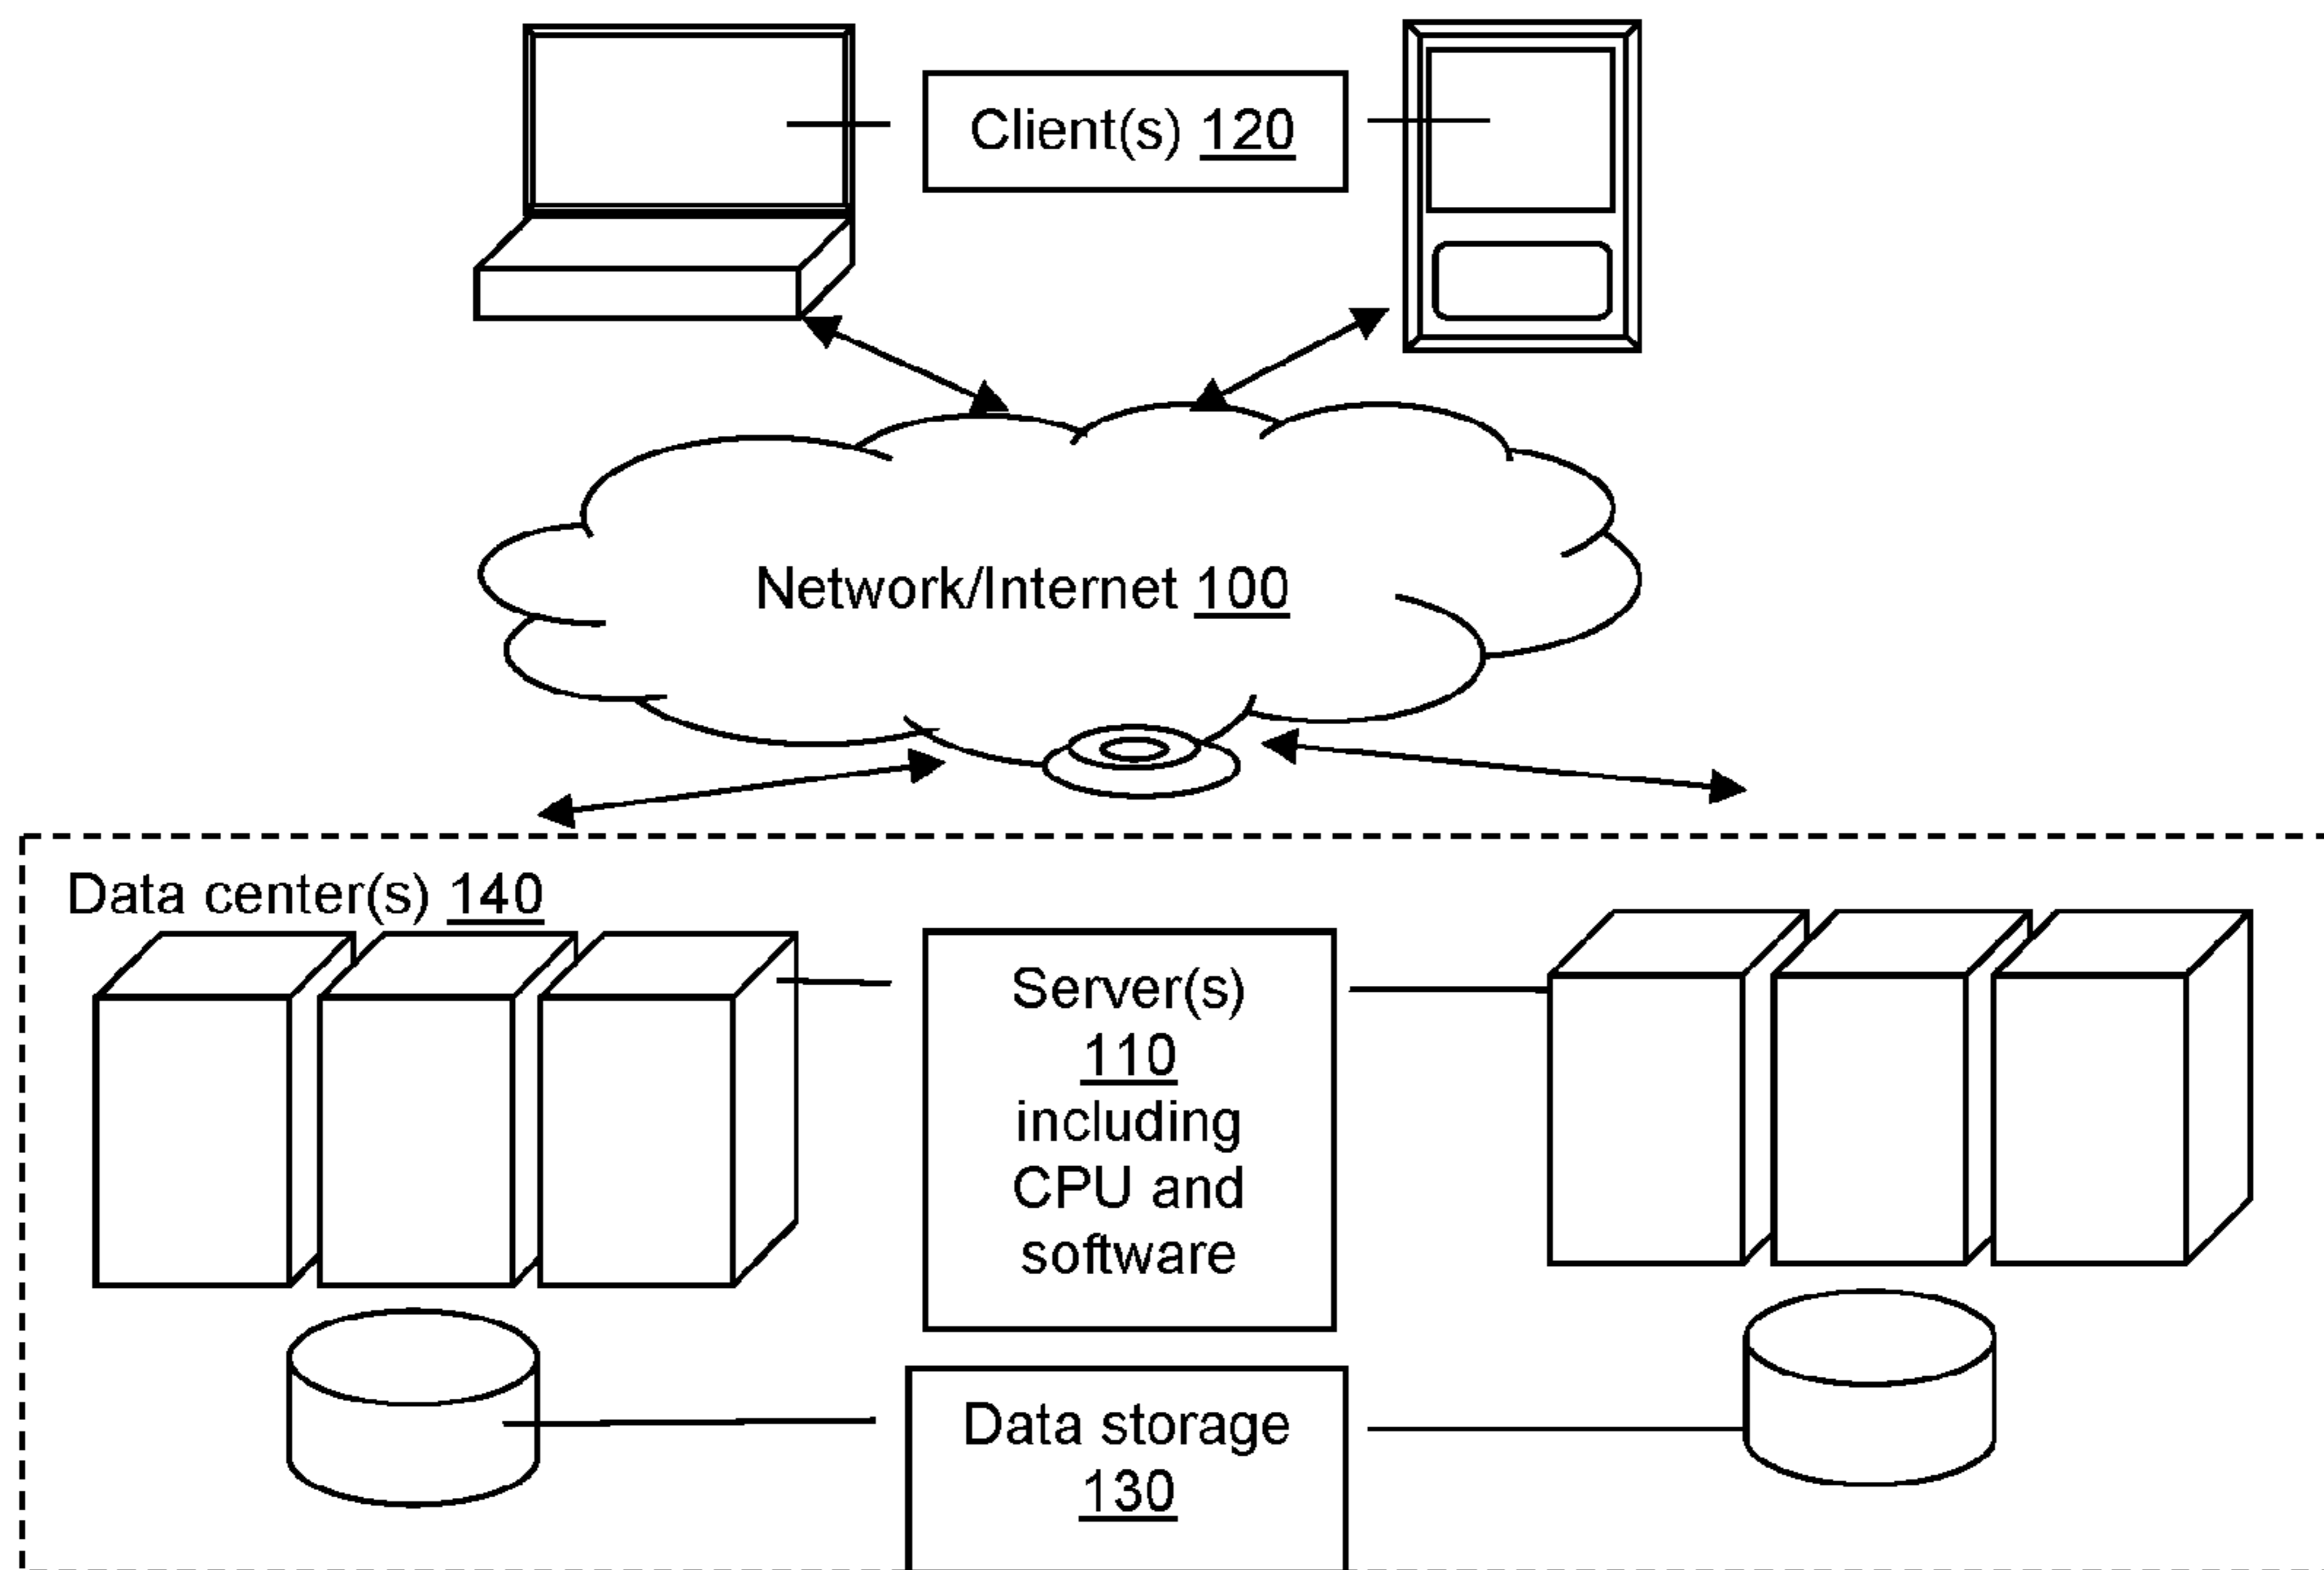 Client(s) 120
Network/Internet 100
Data center(s) 140
Server(s)
110
including
CPU and
software
Data storage
130